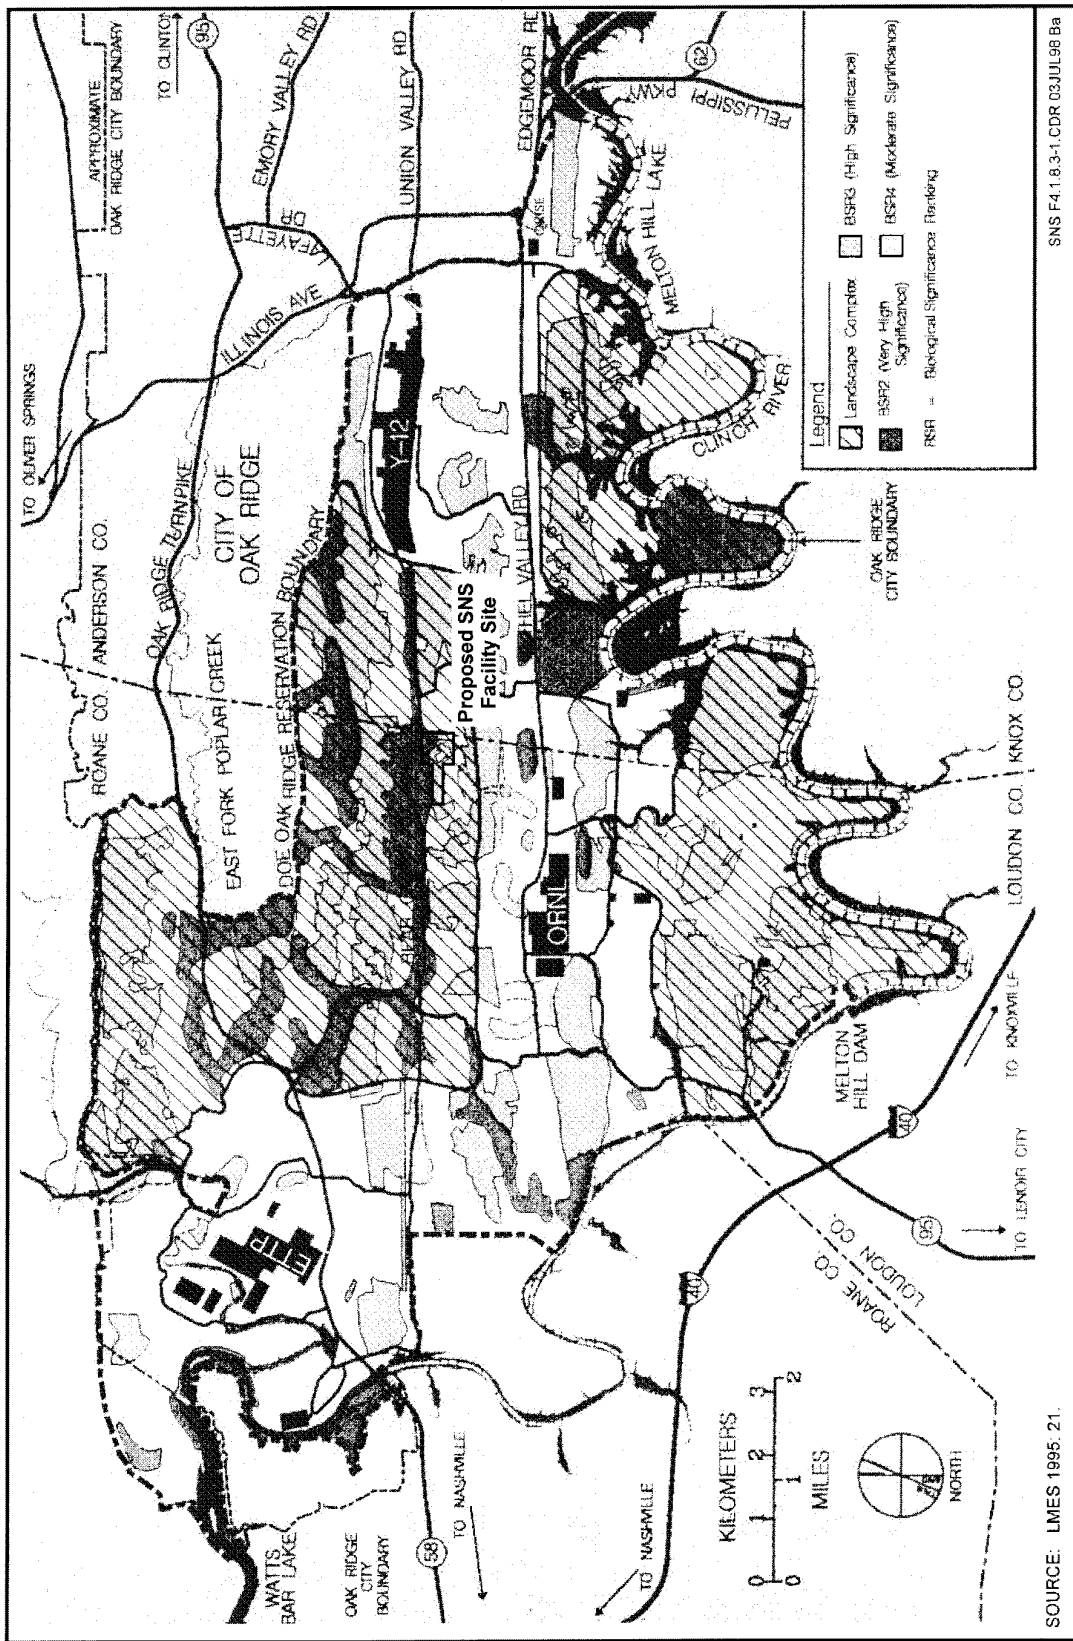 TO OLIVER SPRINGS
APPROXIMATE
OAK RIDGE CITY BOUNDARY
TO CLINTON
95
ROANE CO.
ANDERSON CO.
OAK RIDGE TURNPIKE
ILLINOIS AVE
LAFAYETTE
DR
EMORY VALLEY RD
UNION VALLEY RD
EDGEMOOR RD
CITY OF
OAK RIDGE
EAST FORK POPLAR CREEK
DOE OAK RIDGE RESERVATION BOUNDARY
Y-12
Proposed SNS
Facility Site
VALLEY RD
ORISE
PELLISSIPPI
PKWY
62
MELTON HILL LAKE
CLINCH RIVER
OAK RIDGE
CITY BOUNDARY
ORNL
ETTP
WATTS
BAR LAKE
OAK RIDGE
CITY
BOUNDARY
58
TO NASHVILLE
TO NASHVILLE
40
40
MELTON
HILL DAM
TO KNOXVILLE
LOUDON CO.
KNOX CO.
95
TO LENOIR CITY
ROANE CO.
LOUDON CO.
KILOMETERS
0 1 2 3
0 1 2
MILES
NORTH
Legend
Landscape Complex
BSR3 (High Significance)
BSR2 (Very High
Significance)
BSR4 (Moderate Significance)
BSR = Biological Significance Ranking
SOURCE: LMES 1995: 21.
SNS F4.1.8.3-1.CDR 03JUL98 Ba